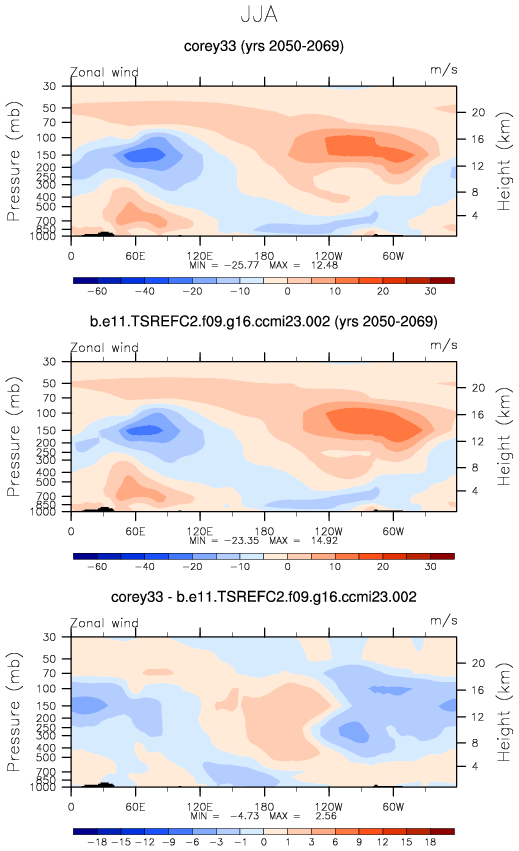 JJA
corey33 (yrs 2050-2069)
Zonal wind m/s
30
50
70
100
150
200
250
300
400
500
700
850
1000
Pressure (mb)
20
16
12
8
4
Height (km)
0 60E 120E 180 120W 60W
MIN = -25.77 MAX = 12.48
-60 -40 -20 -10 0 10 20 30
b.e11.TSREFC2.f09.g16.ccmi23.002 (yrs 2050-2069)
Zonal wind m/s
30
50
70
100
150
200
250
300
400
500
700
850
1000
Pressure (mb)
20
16
12
8
4
Height (km)
0 60E 120E 180 120W 60W
MIN = -23.35 MAX = 14.92
-60 -40 -20 -10 0 10 20 30
corey33 - b.e11.TSREFC2.f09.g16.ccmi23.002
Zonal wind m/s
30
50
70
100
150
200
250
300
400
500
700
850
1000
Pressure (mb)
20
16
12
8
4
Height (km)
0 60E 120E 180 120W 60W
MIN = -4.73 MAX = 2.56
-18 -15 -12 -9 -6 -3 -1 0 1 3 6 9 12 15 18